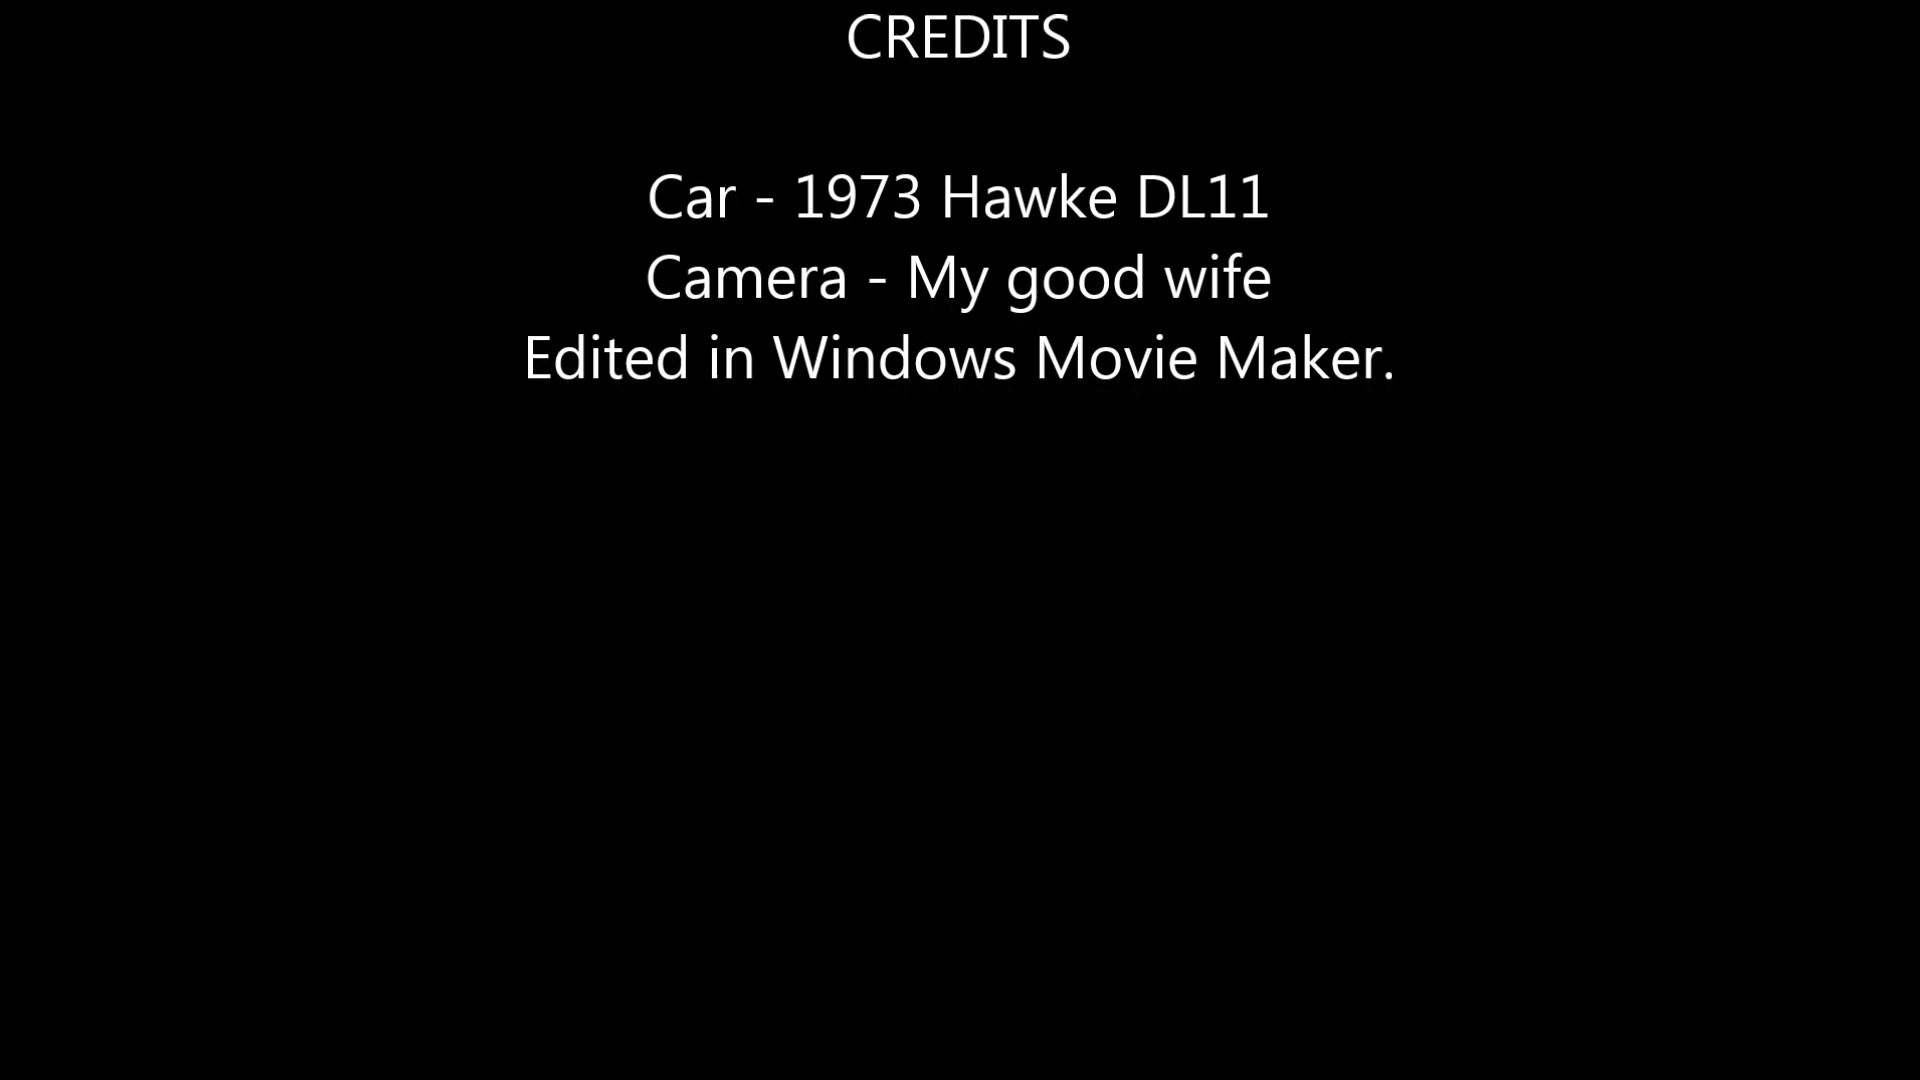 CREDITS
Car - 1973 Hawke DL11
Camera - My good wife
Edited in Windows Movie Maker.